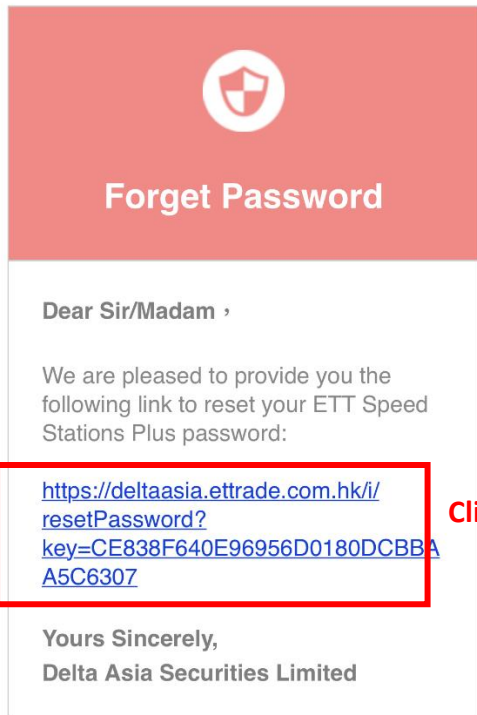 Forget Password
Dear Sir/Madam，
We are pleased to provide you the
following link to reset your ETT Speed
Stations Plus password:
https://deltaasia.ettrade.com.hk/i/
resetPassword?
key=CE838F640E96956D0180DCBBA
A5C6307
Yours Sincerely,
Delta Asia Securities Limited